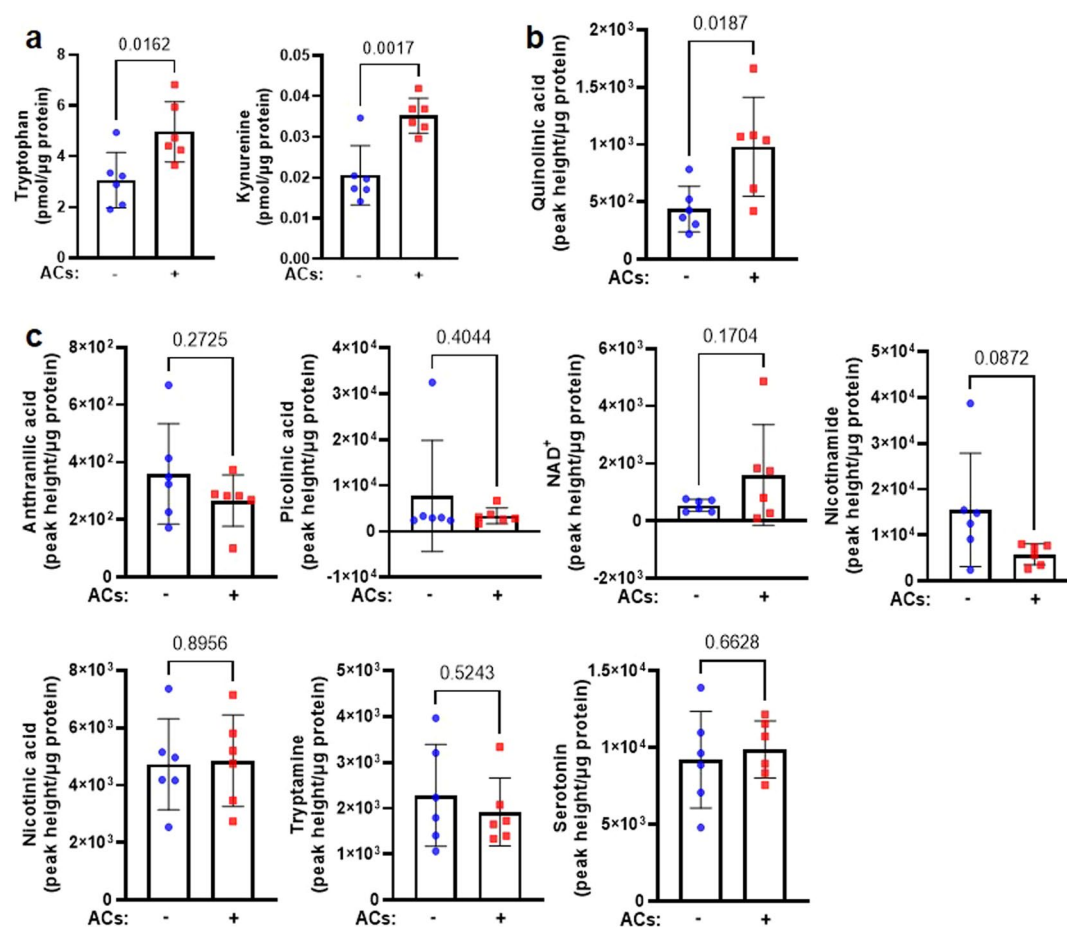 a
0.0162
Tryptophan
(pmol/µg protein)
8
6
4
2
0
ACs: - +
0.0017
Kynurenine
(pmol/µg protein)
0.05
0.04
0.03
0.02
0.01
0.00
ACs: - +
b
0.0187
Quinolinic acid
(peak height/µg protein)
2×10³
1×10³
1×10³
5×10²
0
ACs: - +
c
0.2725
Anthranilic acid
(peak height/µg protein)
8×10²
6×10²
4×10²
2×10²
0
ACs: - +
0.4044
Picolinic acid
(peak height/µg protein)
4×10⁴
3×10⁴
2×10⁴
1×10⁴
0
-1×10⁴
ACs: - +
0.1704
NAD⁺
(peak height/µg protein)
6×10³
4×10³
2×10³
0
-2×10³
ACs: - +
0.0872
Nicotinamide
(peak height/µg protein)
5×10⁴
4×10⁴
3×10⁴
2×10⁴
1×10⁴
0
ACs: - +
0.8956
Nicotinic acid
(peak height/µg protein)
8×10³
6×10³
4×10³
2×10³
0
ACs: - +
0.5243
Tryptamine
(peak height/µg protein)
5×10³
4×10³
3×10³
2×10³
1×10³
0
ACs: - +
0.6628
Serotonin
(peak height/µg protein)
1.5×10⁴
1×10⁴
5×10³
0
ACs: - +